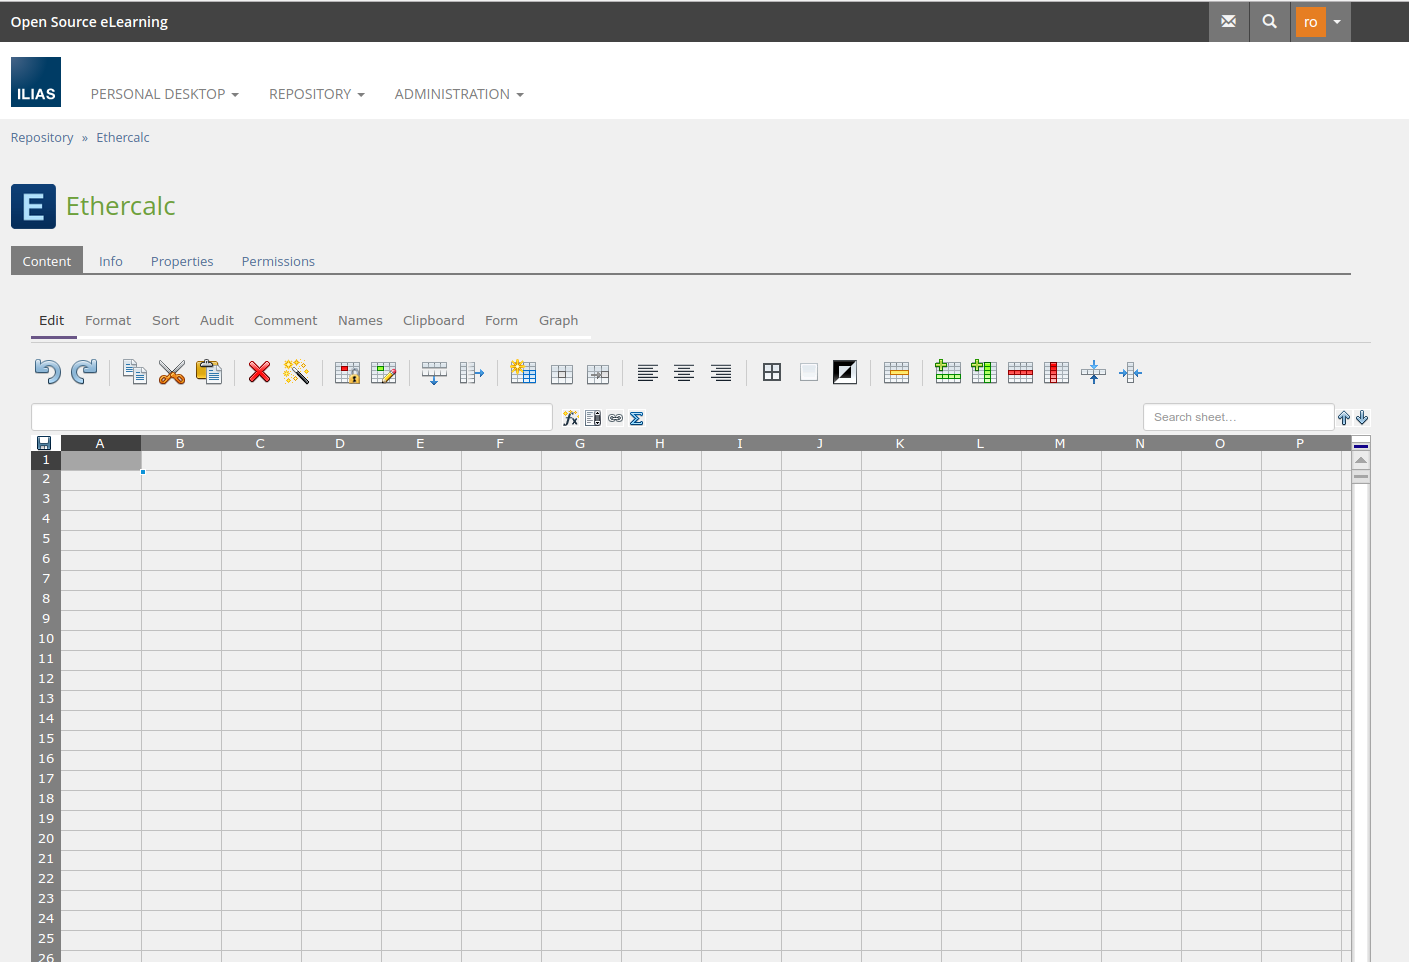 Open Source eLearning
ro
ILIAS
PERSONAL DESKTOP REPOSITORY ADMINISTRATION
Repository » Ethercalc
E Ethercalc
Content Info Properties Permissions
Edit Format Sort Audit Comment Names Clipboard Form Graph
fx Σ Search sheet...
A B C D E F G H I J K L M N O P
1
2
3
4
5
6
7
8
9
10
11
12
13
14
15
16
17
18
19
20
21
22
23
24
25
26